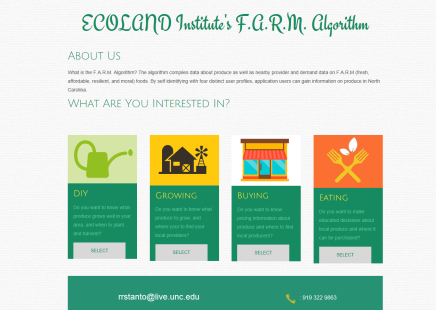 ECOLAND Institute's F.A.R.M. Algorithm
About Us
What is the F.A.R.M. Algorithm? The algorithm complies data about produce as well as nearby provider and demand data on F.A.R.M (fresh,
affordable, resilient, and more) foods. By self identifying with four distinct user profiles, application users can gain information on produce in North
Carolina.
What Are You Interested In?
DIY
Do you want to know what
produce grows well in your
area, and when to plant
and harvest?
SELECT
Growing
Do you want to know what
produce to grow, and
where your to find your
local providers?
SELECT
Buying
Do you want to know
pricing information about
produce and where to find
local producers?
SELECT
Eating
Do you want to make
educated decisions about
local produce and where it
can be purchased?
SELECT
rrstanto@live.unc.edu
919 322 9863